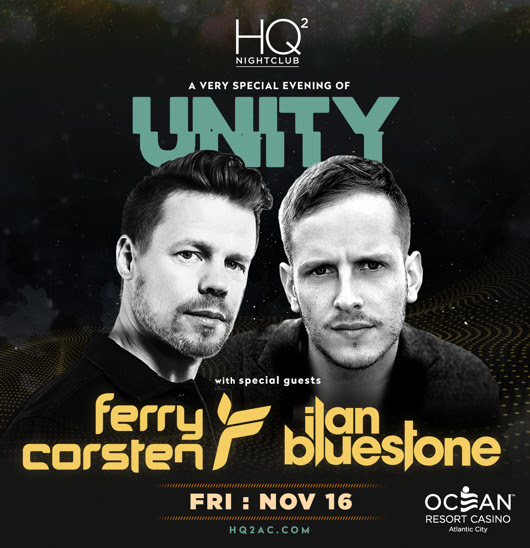 HQ²
NIGHTCLUB
A VERY SPECIAL EVENING OF
UNITY
with special guests
ferry
corsten
ilan
bluestone
FRI : NOV 16
HQ2AC.COM
OCEAN™
RESORT CASINO
Atlantic City